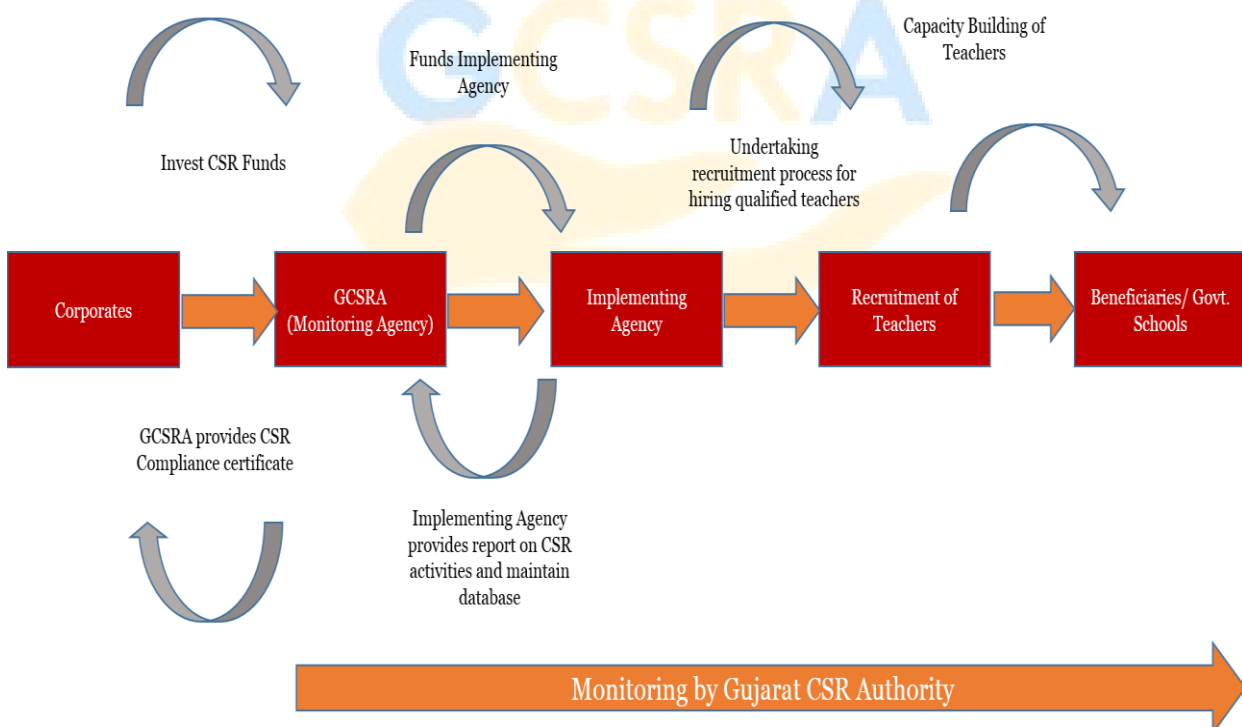 GCSRA
Capacity Building of
Teachers
Funds Implementing
Agency
Invest CSR Funds
Undertaking
recruitment process for
hiring qualified teachers
Corporates
GCSRA
(Monitoring Agency)
Implementing
Agency
Recruitment of
Teachers
Beneficiaries/ Govt.
Schools
GCSRA provides CSR
Compliance certificate
Implementing Agency
provides report on CSR
activities and maintain
database
Monitoring by Gujarat CSR Authority